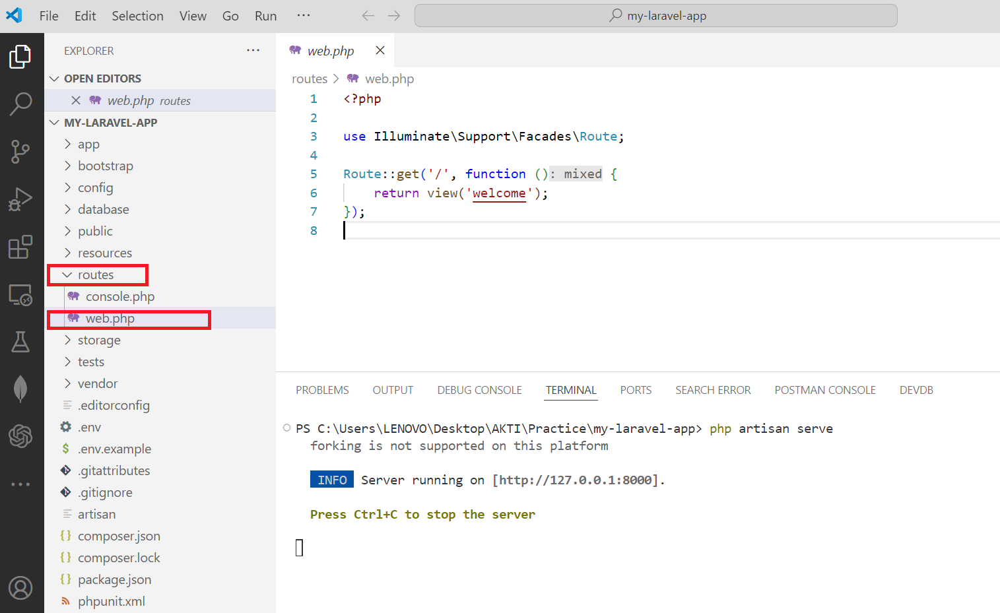 File Edit Selection View Go Run ···
my-laravel-app
EXPLORER ···
OPEN EDITORS
web.php routes
MY-LARAVEL-APP
app
bootstrap
config
database
public
resources
routes
console.php
web.php
storage
tests
vendor
.editorconfig
.env
$ .env.example
.gitattributes
.gitignore
artisan
{} composer.json
{} composer.lock
{} package.json
phpunit.xml
web.php
routes > web.php
1 <?php
2
3 use Illuminate\Support\Facades\Route;
4
5 Route::get('/', function (): mixed {
6 return view('welcome');
7 });
8
PROBLEMS OUTPUT DEBUG CONSOLE TERMINAL PORTS SEARCH ERROR POSTMAN CONSOLE DEVDB
PS C:\Users\LENOVO\Desktop\AKTI\Practice\my-laravel-app> php artisan serve
forking is not supported on this platform
INFO Server running on [http://127.0.0.1:8000].
Press Ctrl+C to stop the server